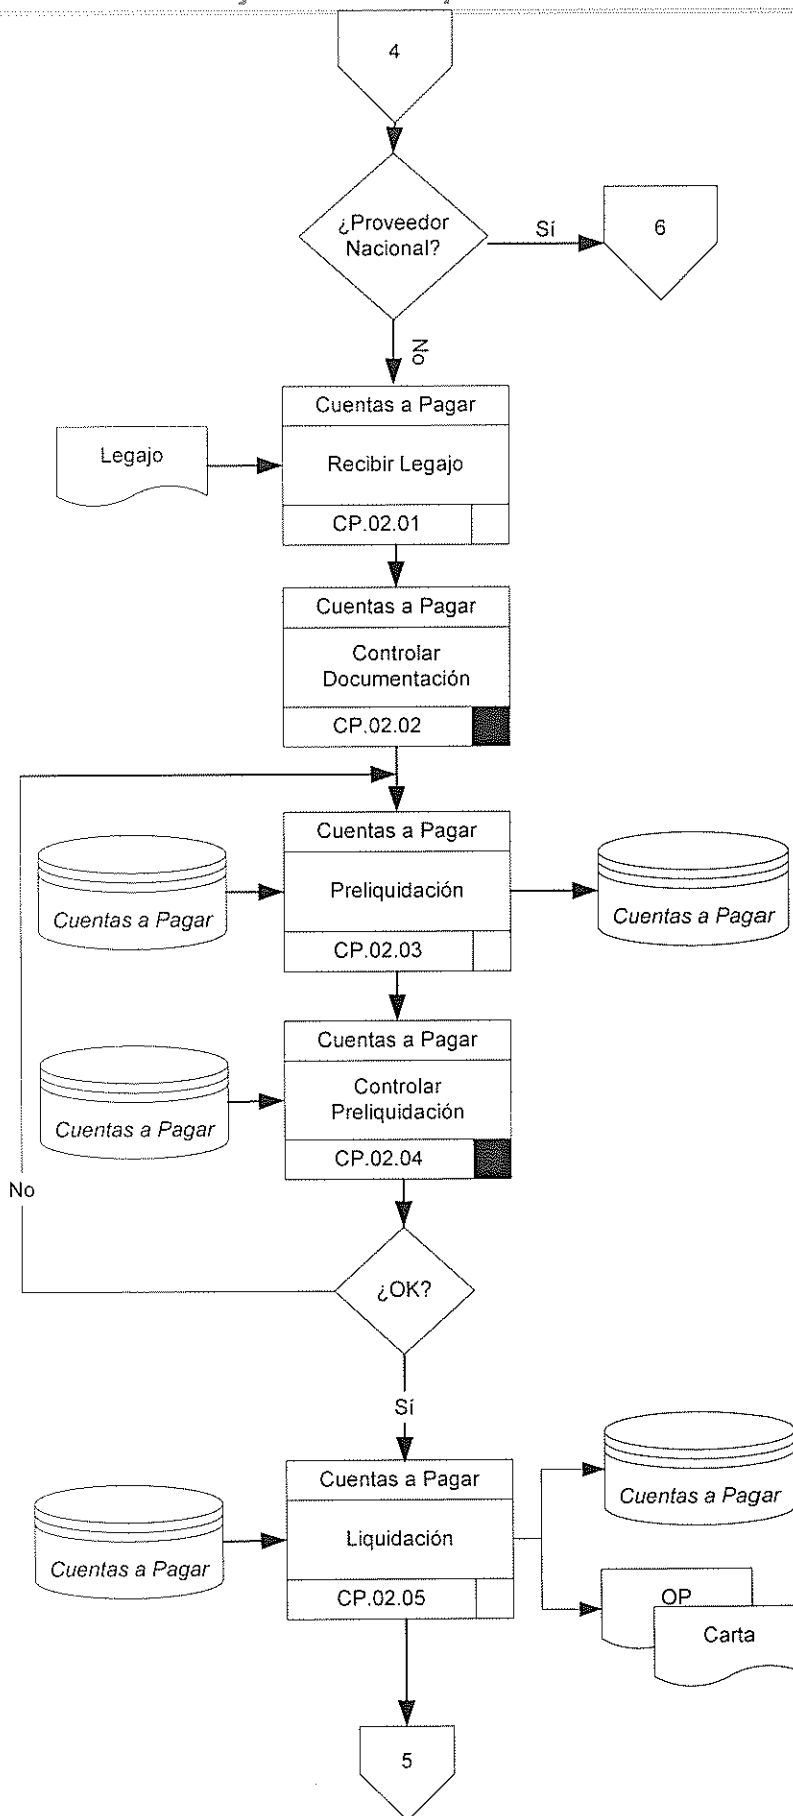 4
¿Proveedor
Nacional?
Sí
6
No
Cuentas a Pagar
Legajo
Recibir Legajo
CP.02.01
Cuentas a Pagar
Controlar
Documentación
CP.02.02
Cuentas a Pagar
Cuentas a Pagar
Preliquidación
Cuentas a Pagar
CP.02.03
Cuentas a Pagar
Cuentas a Pagar
Controlar
Preliquidación
CP.02.04
No
¿OK?
Sí
Cuentas a Pagar
Cuentas a Pagar
Cuentas a Pagar
Liquidación
CP.02.05
OP
Carta
5